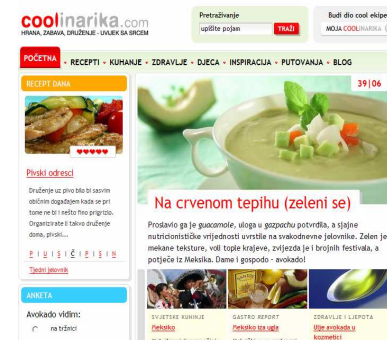 coolinarika.com
HRANA, ZABAVA, DRUŽENJE - UVIJEK SA SRCEM
Pretraživanje
upišite pojam
TRAŽI
Budi dio cool ekipe
MOJA COOLINARIKA
POČETNA
RECEPTI
KUHANJE
ZDRAVLJE
DJECA
INSPIRACIJA
PUTOVANJA
BLOG
RECEPT DANA
Pivski odresci
Druženje uz pivo bilo bi sasvim
običnim događajem kada se pri
tome ne bi i nešto fino prigrizlo.
Organizirate li takvo druženje
doma, pivski...
P | U | S | Č | P | S | N
Tjedni jelovnik
ANKETA
Avokado vidim:
na tržnici
39|06
Na crvenom tepihu (zeleni se)
Proslavio ga je guacamole, uloga u gazpachu potvrdila, a sjajne
nutricionističke vrijednosti uvrstile na svakodnevne jelovnike. Zelen je
mekane teksture, voli tople krajeve, zvijezda je i brojnih festivala, a
potječe iz Meksika. Dame i gospodo - avokado!
SVJETSKE KUHINJE
Meksiko
GASTRO REPORT
Meksiko iza ugla
ZDRAVLJE I LJEPOTA
Ulje avokada u
kozmetici